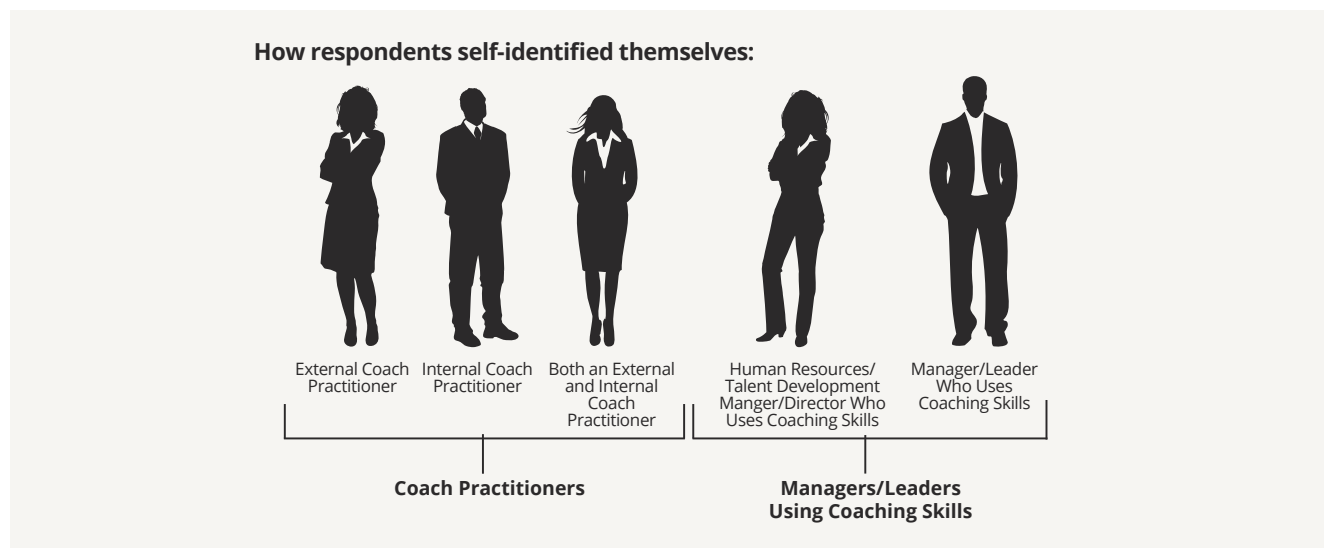 How respondents self-identified themselves:
External Coach
Practitioner
Internal Coach
Practitioner
Both an External
and Internal
Coach
Practitioner
Human Resources/
Talent Development
Manger/Director Who
Uses Coaching Skills
Manager/Leader
Who Uses
Coaching Skills
Coach Practitioners
Managers/Leaders
Using Coaching Skills